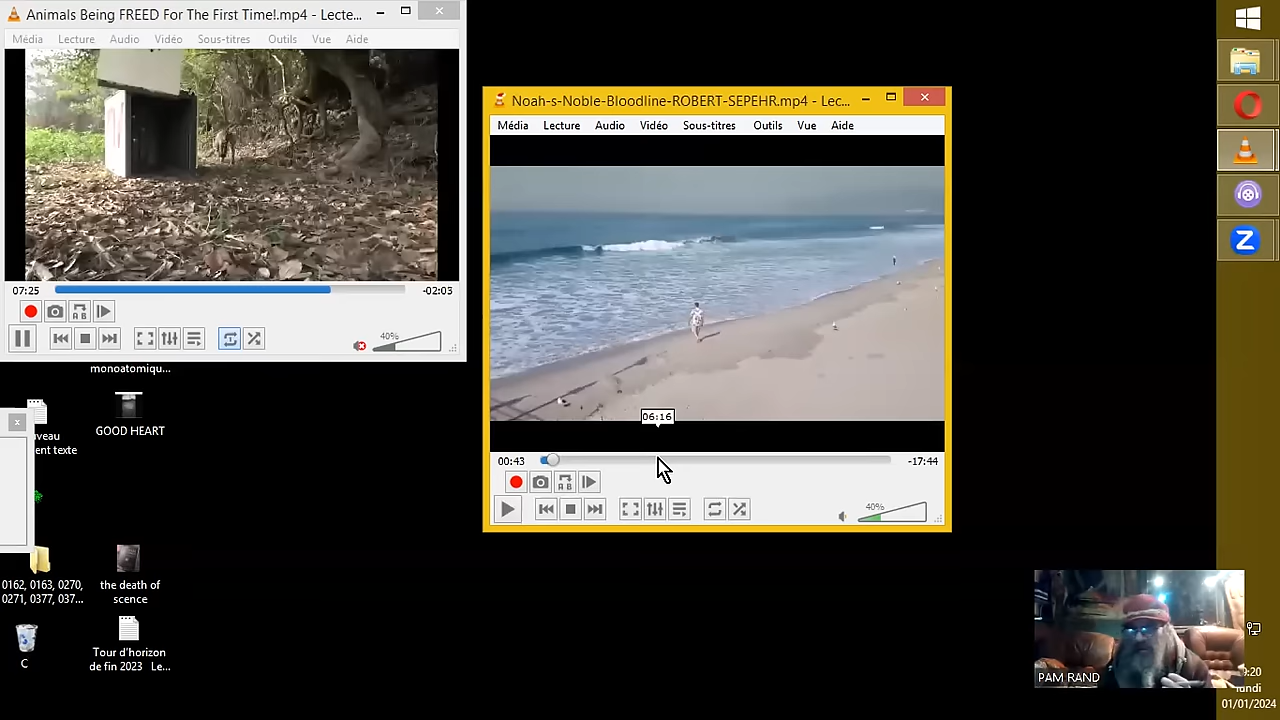 Animals Being FREED For The First Time!.mp4 - Lecte...
Média Lecture Audio Vidéo Sous-titres Outils Vue Aide
07:25 -02:03
40%
Noah-s-Noble-Bloodline-ROBERT-SEPEHR.mp4 - Lec...
Média Lecture Audio Vidéo Sous-titres Outils Vue Aide
06:16
00:43 -17:44
A B
40%
monoatomiqu...
GOOD HEART
uveau
ent texte
0162, 0163, 0270,
0271, 0377, 037...
the death of
scence
C
Tour d'horizon
de fin 2023 Le...
PAM RAND
:20
lundi
01/01/2024